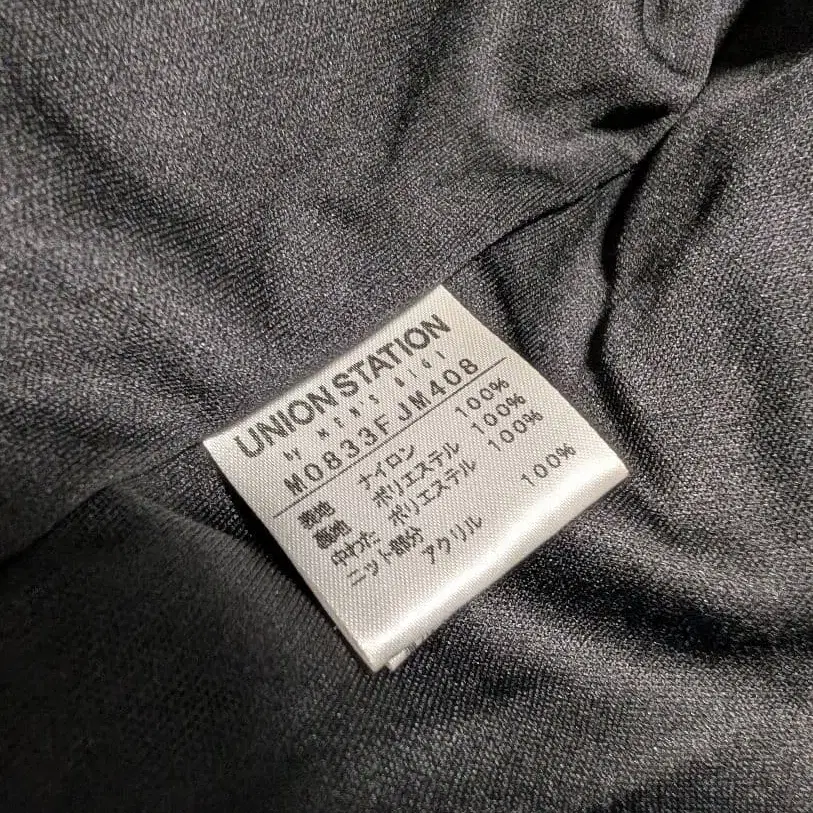 UNION STATION
by MEN'S BIGI
M0833FJM408
表地 ナイロン 100%
裏地 ポリエステル 100%
中わた ポリエステル 100%
ニット部分
アクリル 100%